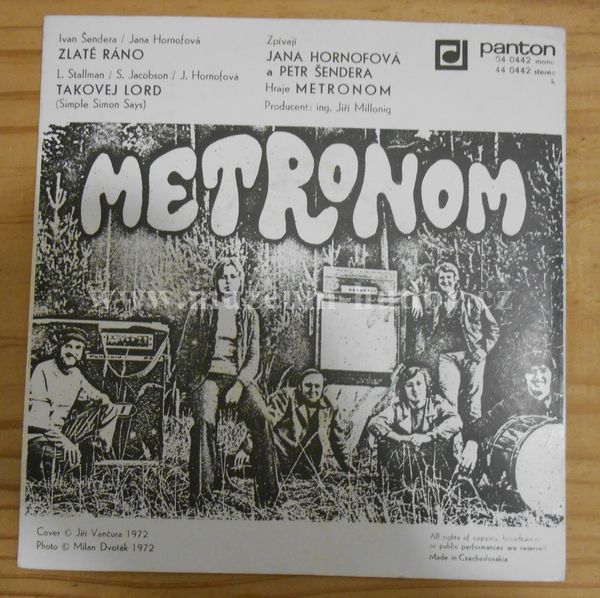 Ivan Šendera / Jana Hornofová
ZLATÉ RÁNO
L. Stallman / S. Jacobson / J. Hornofová
TAKOVEJ LORD
(Simple Simon Says)
Zpívají
JANA HORNOFOVÁ
a PETR ŠENDERA
Hraje METRONOM
Producent: ing. Jiří Millonig
panton
04 0442 mono
44 0442 stereo
h
METRONOM
Cover © Jiří Vančura 1972
Photo © Milan Dvořák 1972
All rights of copying, broadcasting
or public performances are reserved
Made in Czechoslovakia